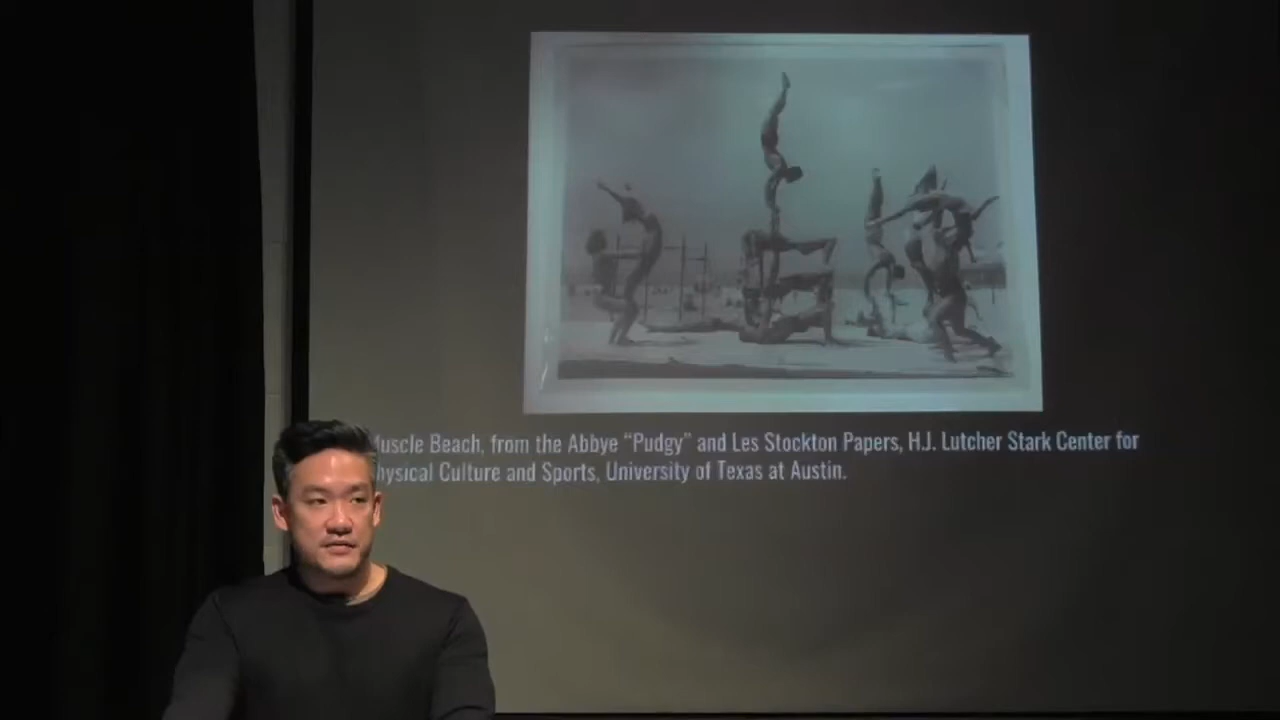 uscle Beach, from the Abbye “Pudgy” and Les Stockton Papers, H.J. Lutcher Stark Center for
hysical Culture and Sports, University of Texas at Austin.